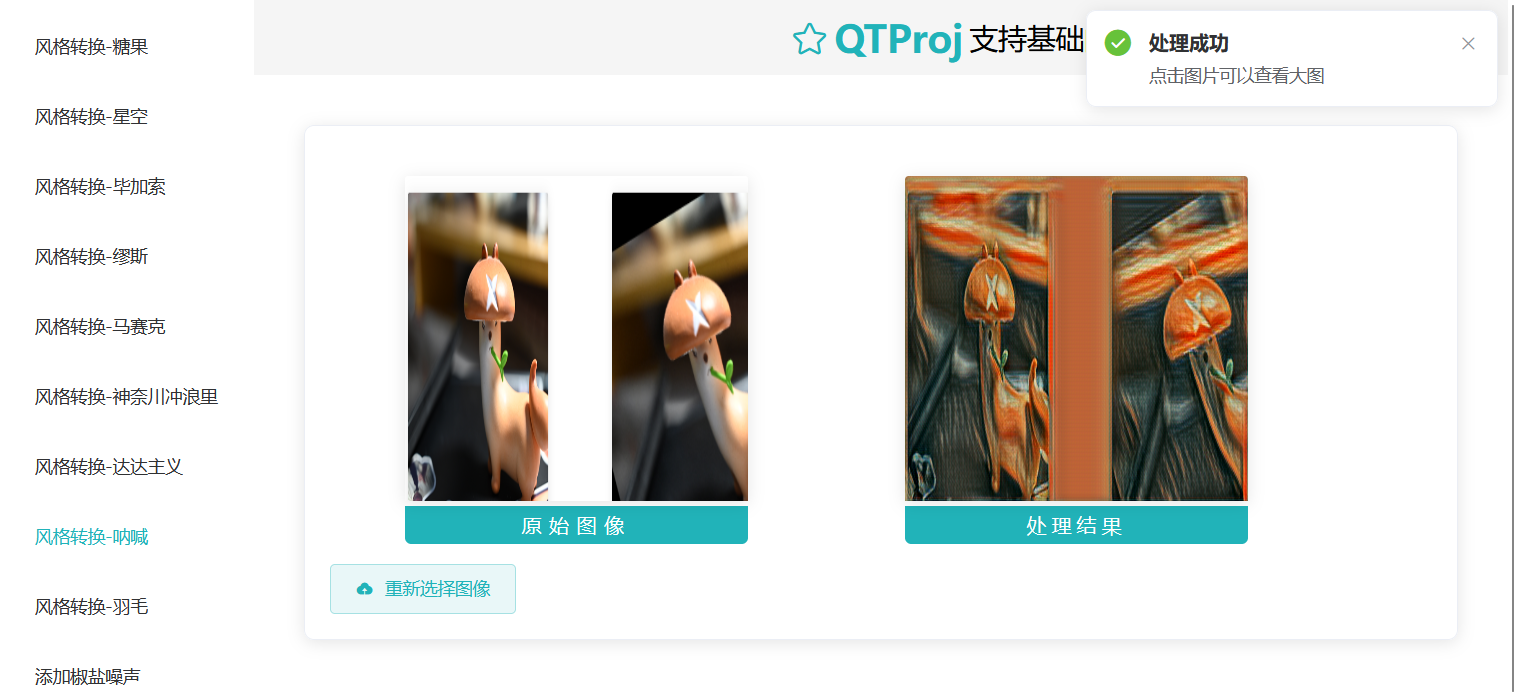 风格转换-糖果
风格转换-星空
风格转换-毕加索
风格转换-缪斯
风格转换-马赛克
风格转换-神奈川冲浪里
风格转换-达达主义
风格转换-呐喊
风格转换-羽毛
添加椒盐噪声
QTProj 支持基础
处理成功
点击图片可以查看大图
原始图像
处理结果
重新选择图像